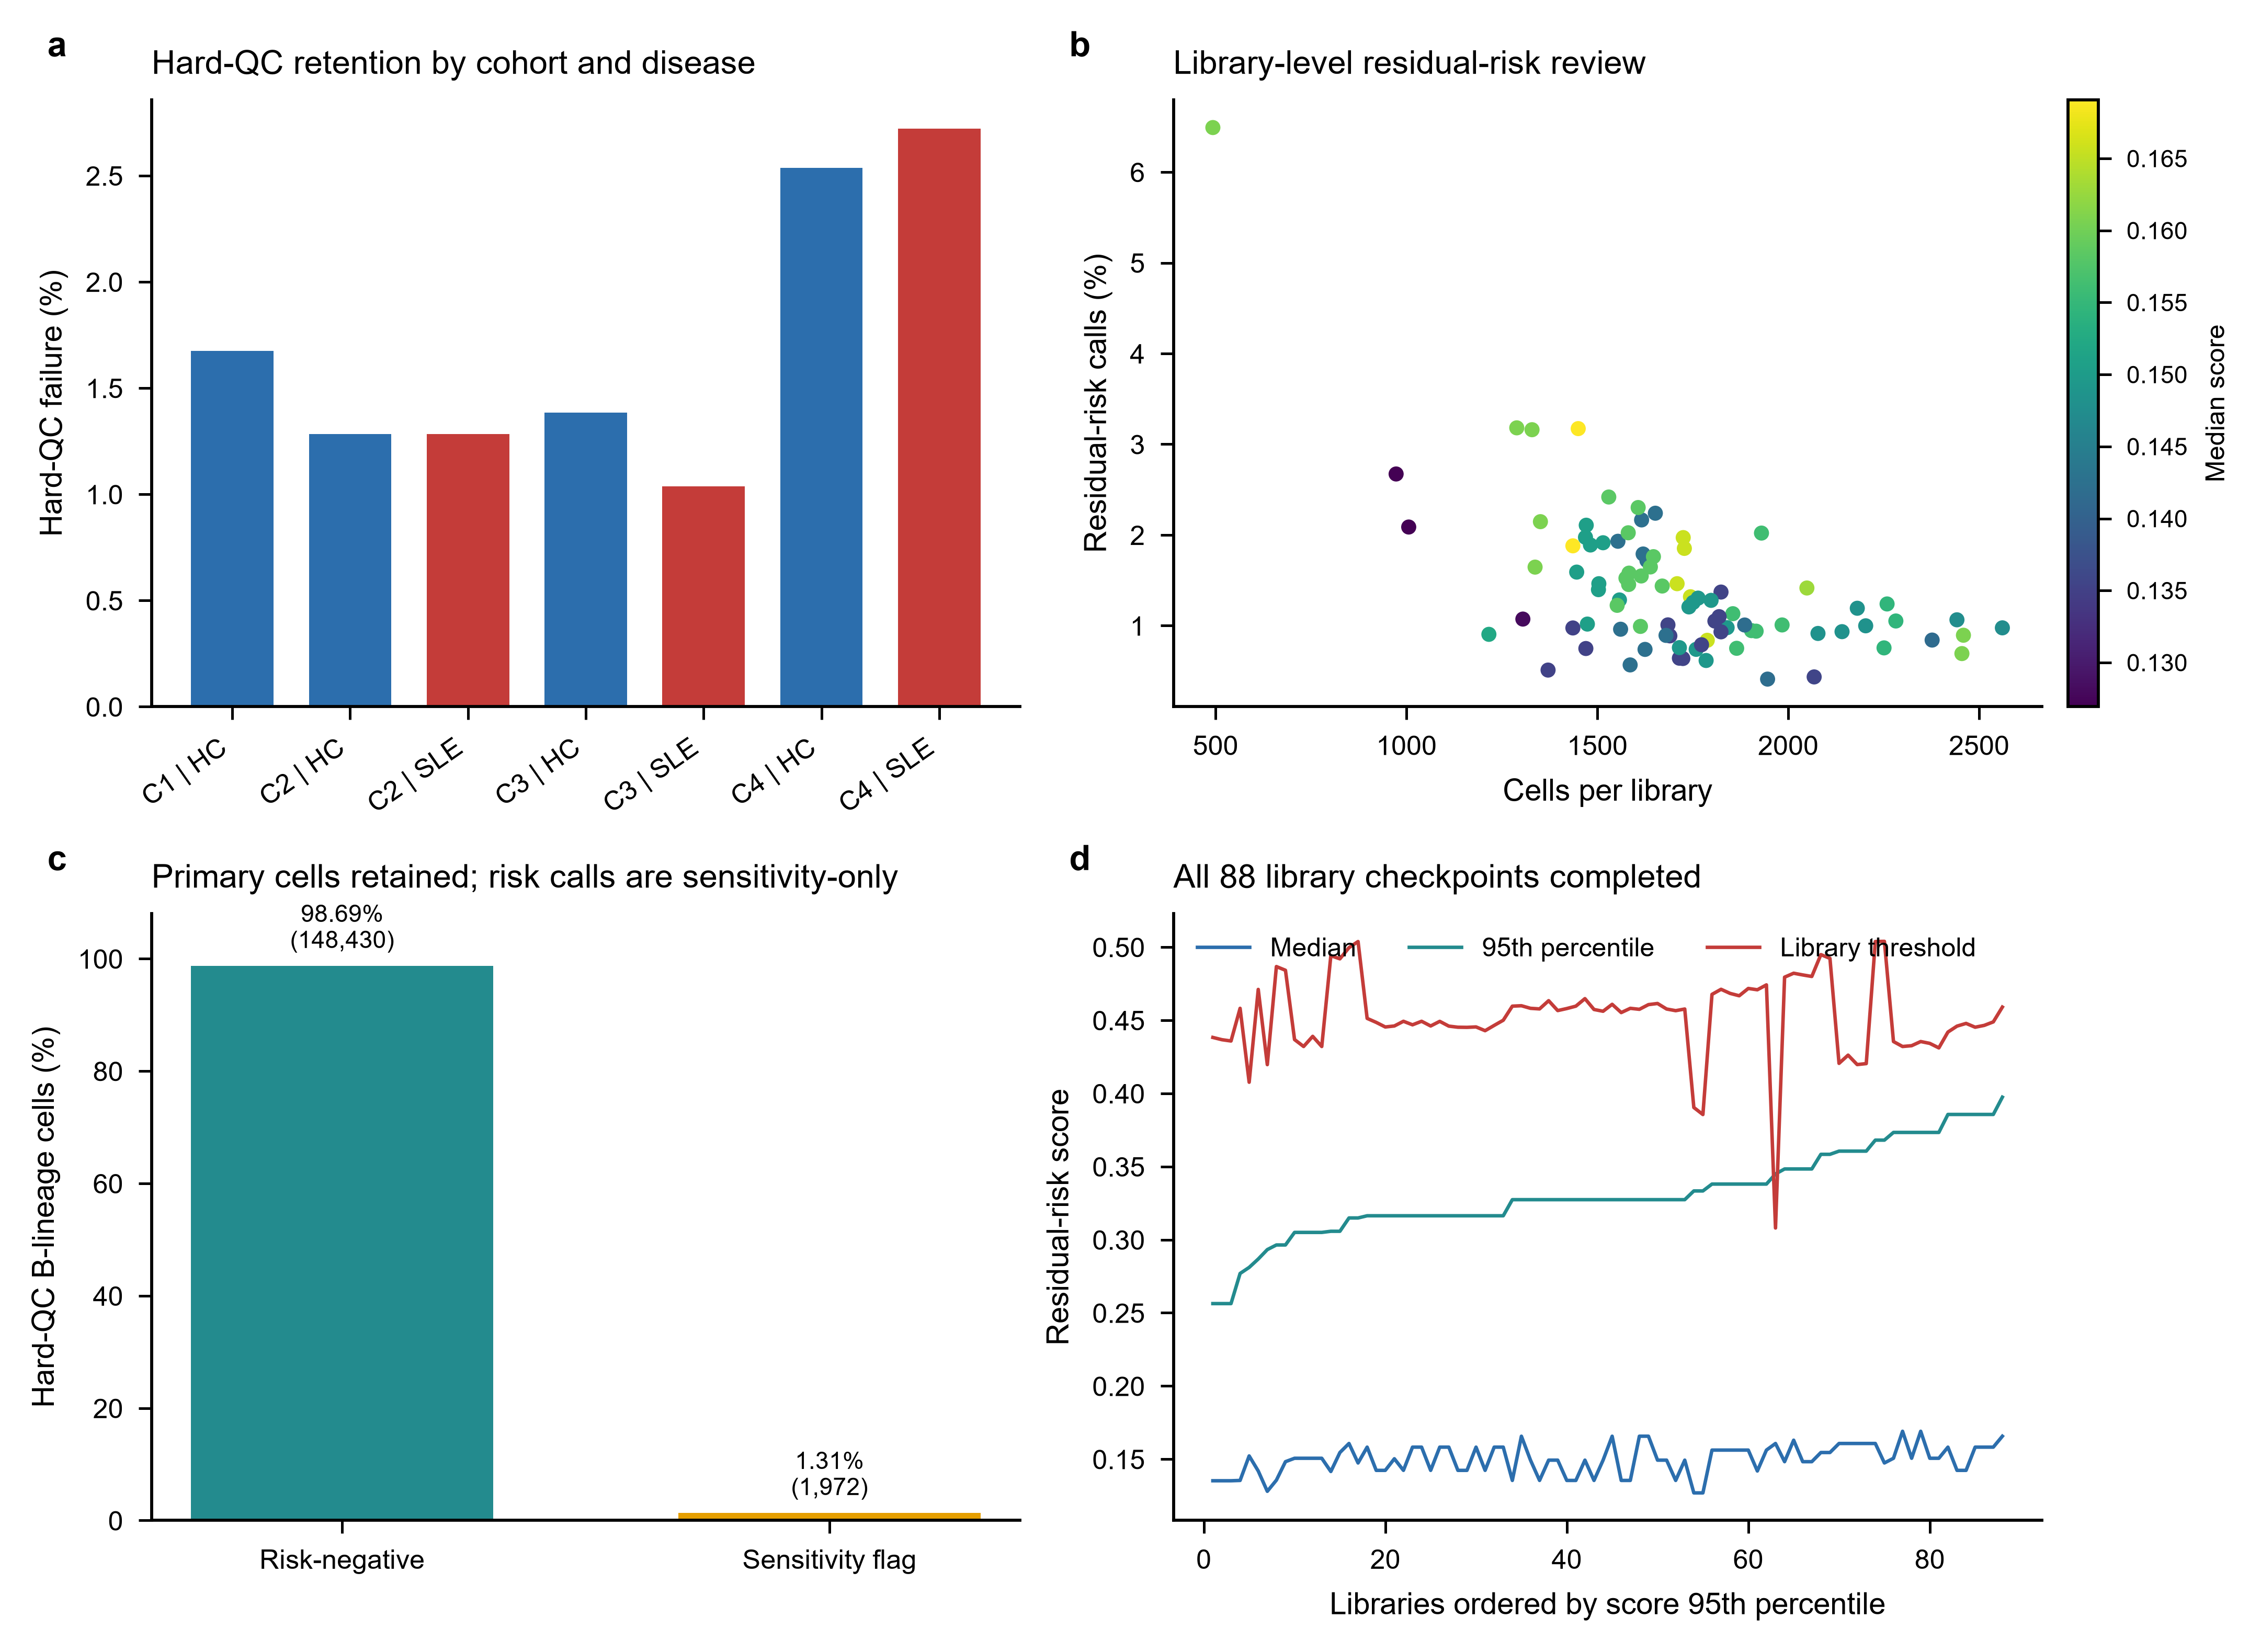 a
Hard-QC retention by cohort and disease
Hard-QC failure (%)
2.5
2.0
1.5
1.0
0.5
0.0
C1 | HC
C2 | HC
C2 | SLE
C3 | HC
C3 | SLE
C4 | HC
C4 | SLE
b
Library-level residual-risk review
Residual-risk calls (%)
6
5
4
3
2
1
500
1000
1500
2000
2500
Cells per library
0.165
0.160
0.155
0.150
0.145
0.140
0.135
0.130
Median score
c
Primary cells retained; risk calls are sensitivity-only
Hard-QC B-lineage cells (%)
100
80
60
40
20
0
98.69%
(148,430)
1.31%
(1,972)
Risk-negative
Sensitivity flag
d
All 88 library checkpoints completed
Residual-risk score
0.50
0.45
0.40
0.35
0.30
0.25
0.20
0.15
Median
95th percentile
Library threshold
0
20
40
60
80
Libraries ordered by score 95th percentile